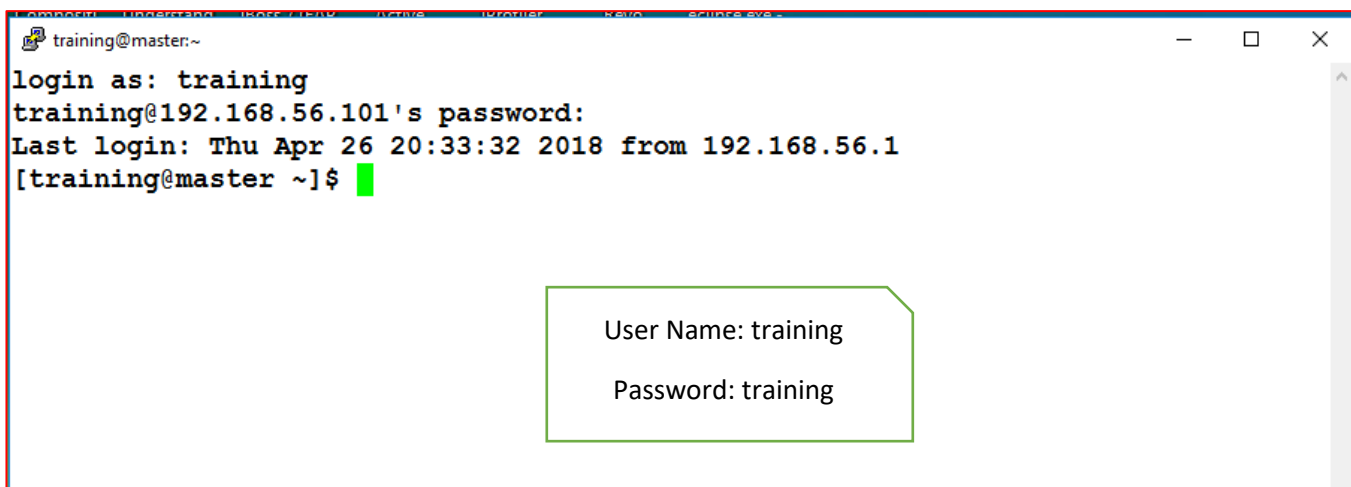 training@master:~
login as: training
training@192.168.56.101's password:
Last login: Thu Apr 26 20:33:32 2018 from 192.168.56.1
[training@master ~]$
User Name: training
Password: training